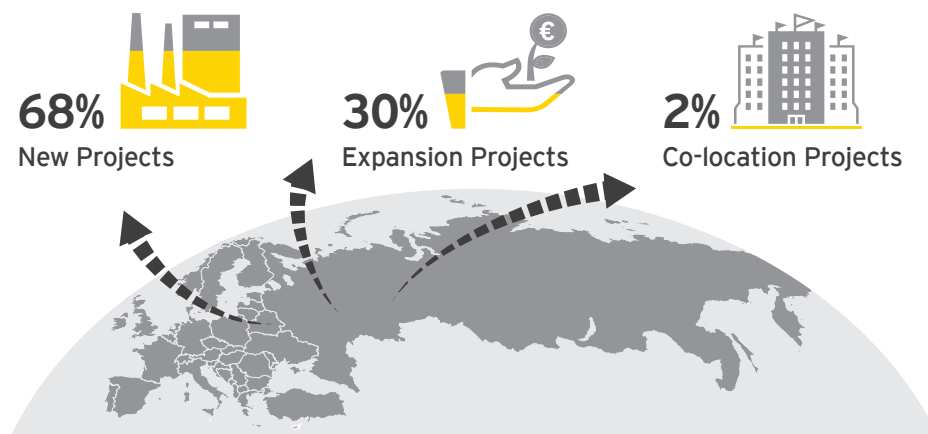 68%
New Projects
€
30%
Expansion Projects
2%
Co-location Projects